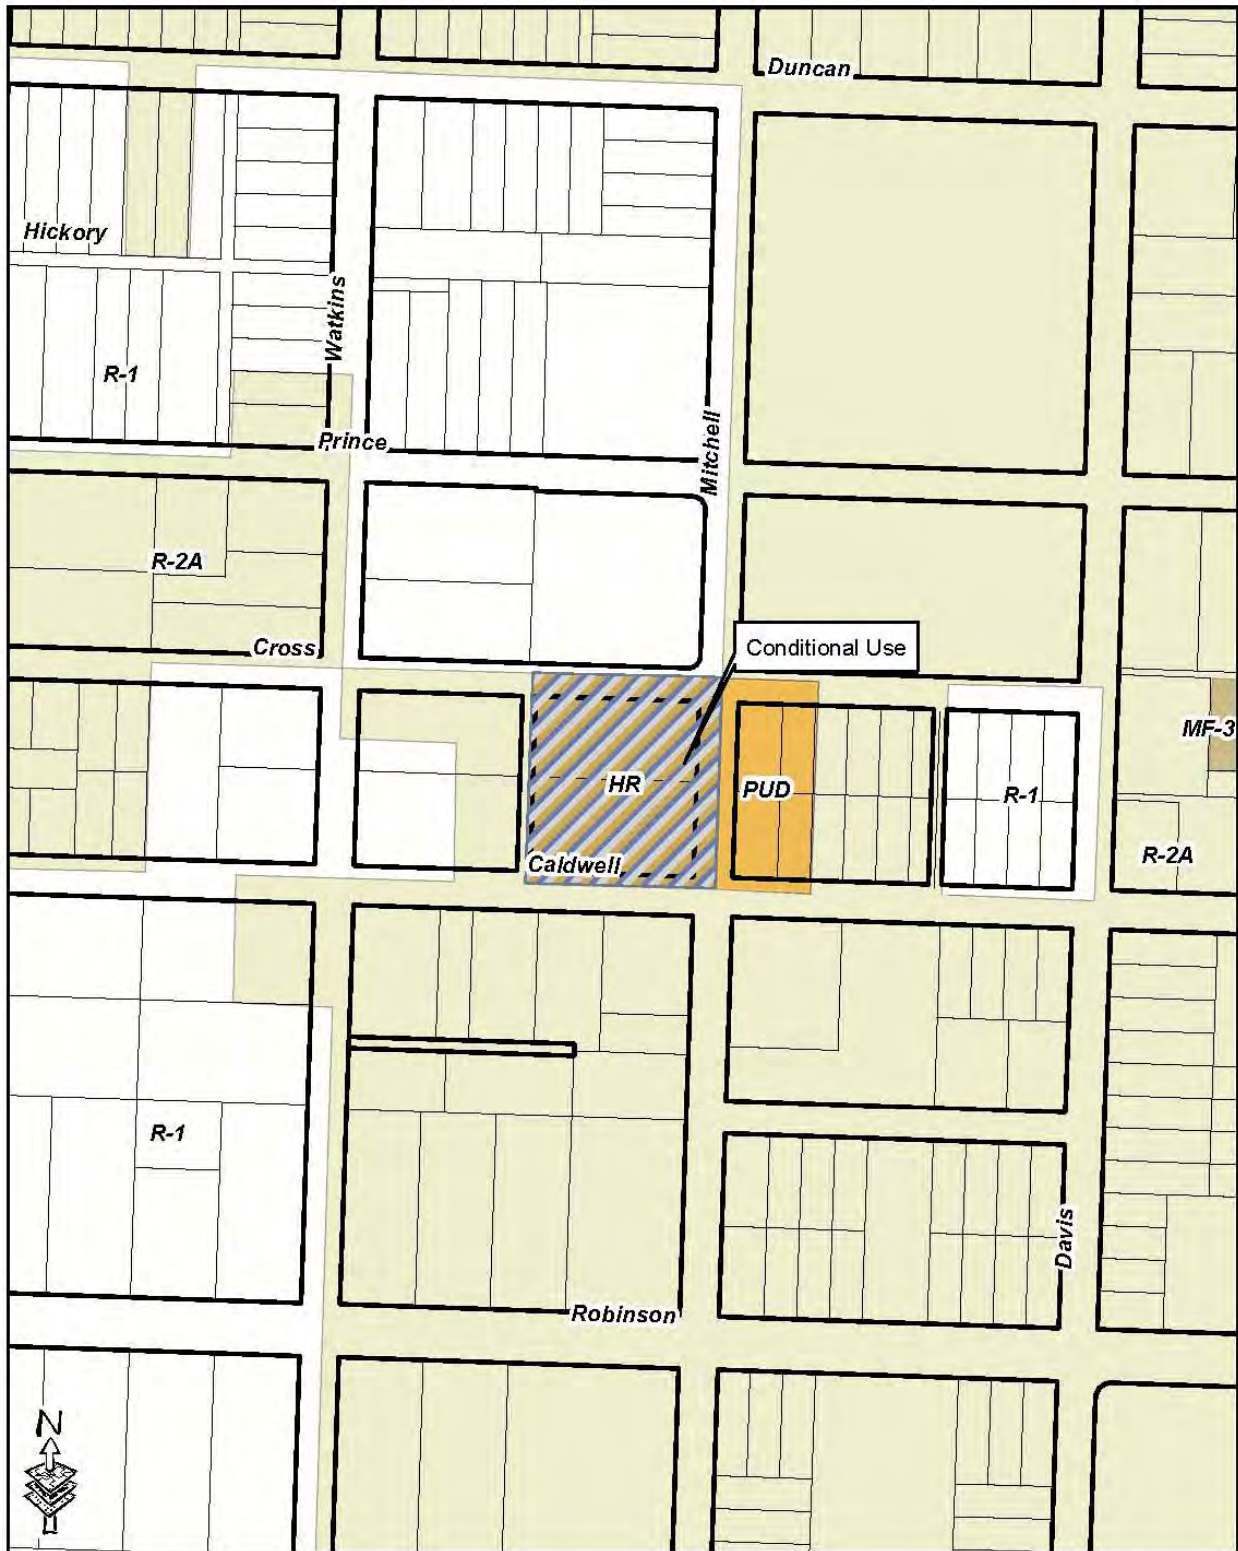 Duncan
Hickory
Watkins
R-1
Mitchell
Prince
R-2A
Cross
Conditional Use
MF-3
HR
PUD
R-1
R-2A
Caldwell
R-1
Davis
Robinson
N